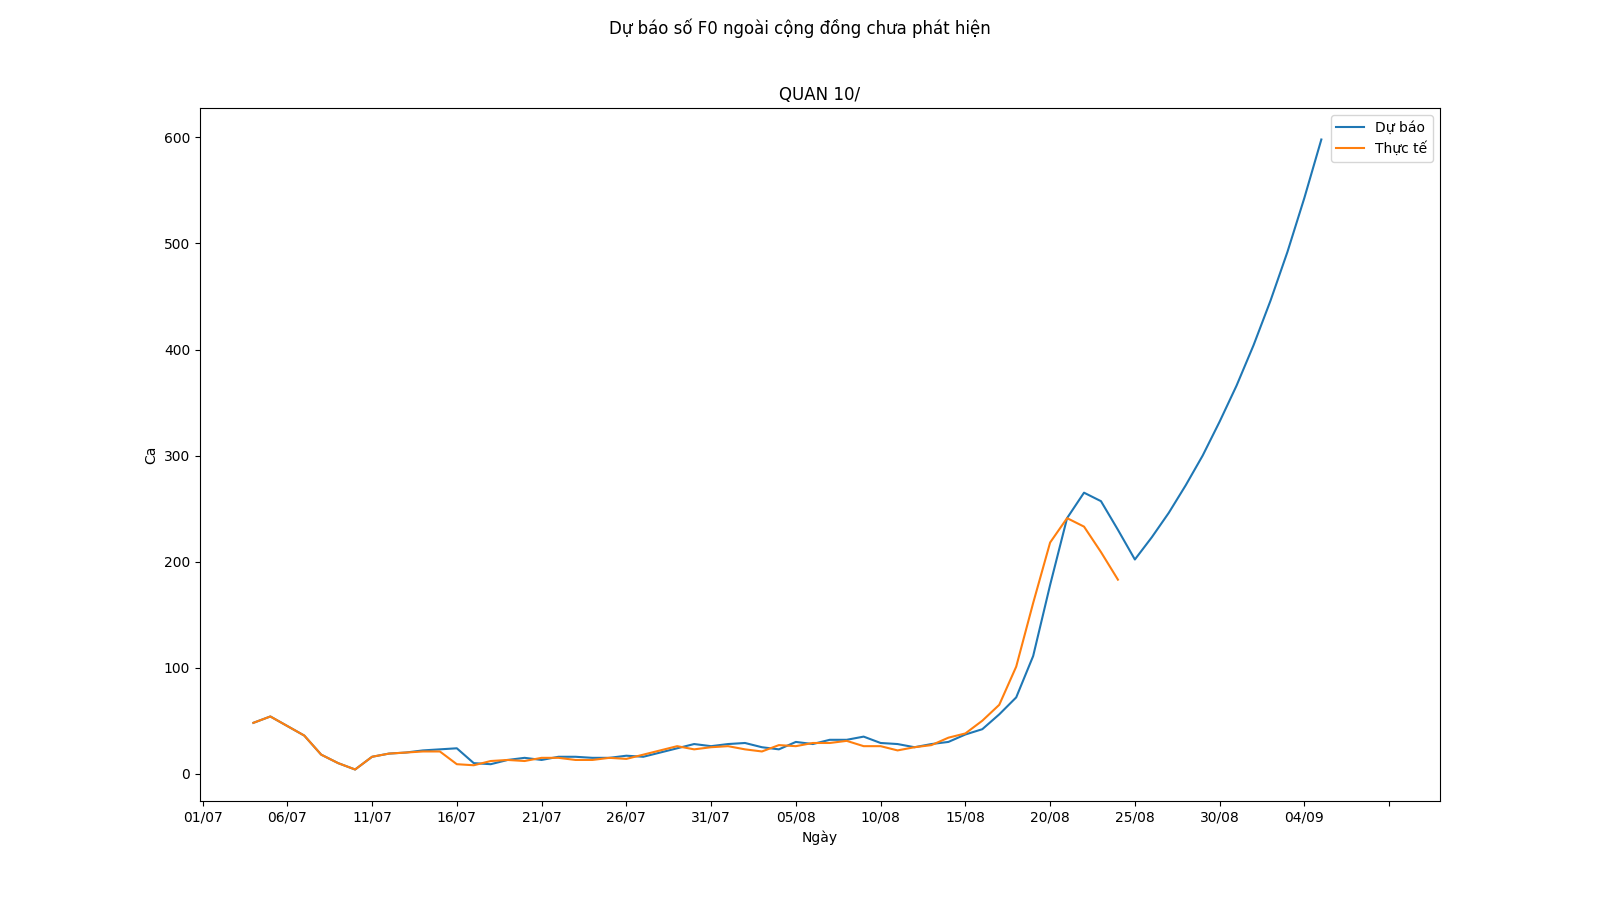 Dự báo số F0 ngoài cộng đồng chưa phát hiện
QUAN 10/
Dự báo
Thực tế
600
500
400
300
200
100
0
Ca
01/07 06/07 11/07 16/07 21/07 26/07 31/07 05/08 10/08 15/08 20/08 25/08 30/08 04/09
Ngày